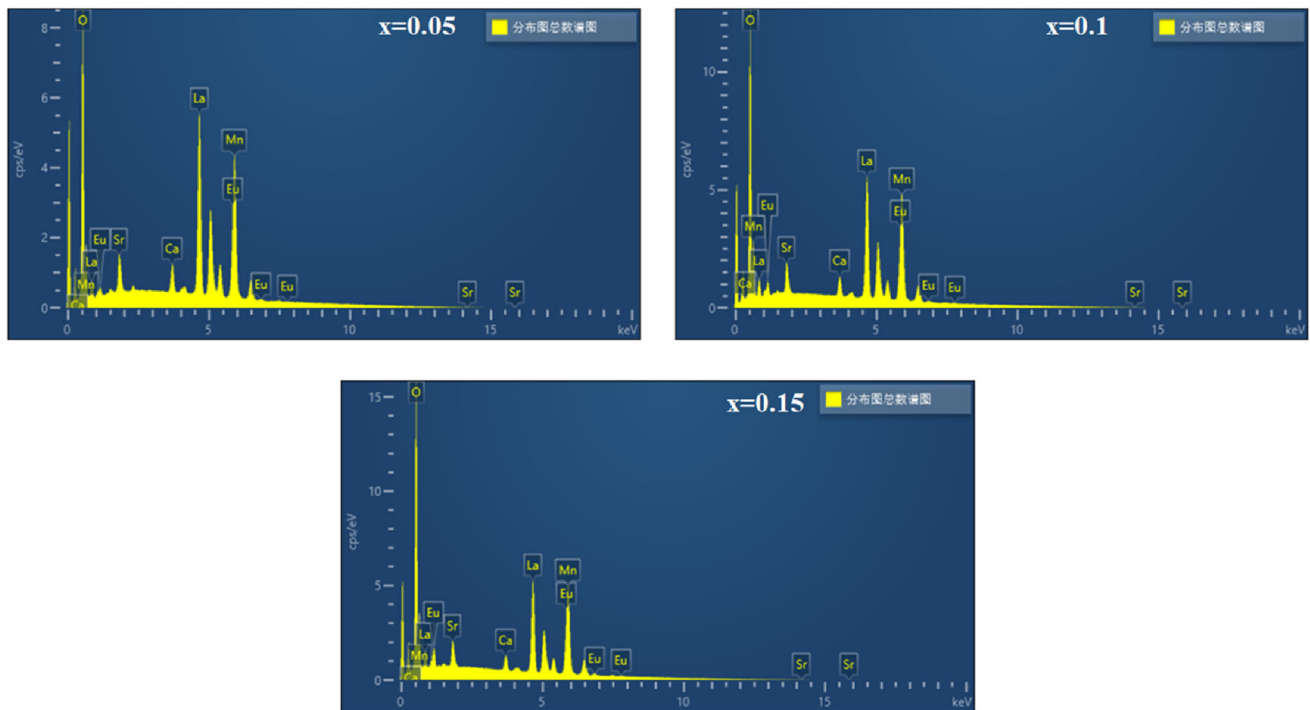 x=0.05
分布图总数谱图
cps/eV
8
6
4
2
0
O
La
Mn
Eu
Eu
Sr
Ca
La
Mn
Ca
Eu
Eu
Sr
Sr
0
5
10
15
keV
x=0.1
分布图总数谱图
cps/eV
10
5
0
O
La
Mn
Eu
Eu
Mn
Sr
La
Ca
Ca
Eu
Eu
Sr
Sr
0
5
10
15
keV
x=0.15
分布图总数谱图
cps/eV
15
10
5
0
O
La
Mn
Eu
Eu
Sr
La
Ca
Mn
Ca
Eu
Eu
Sr
Sr
0
5
10
15
keV